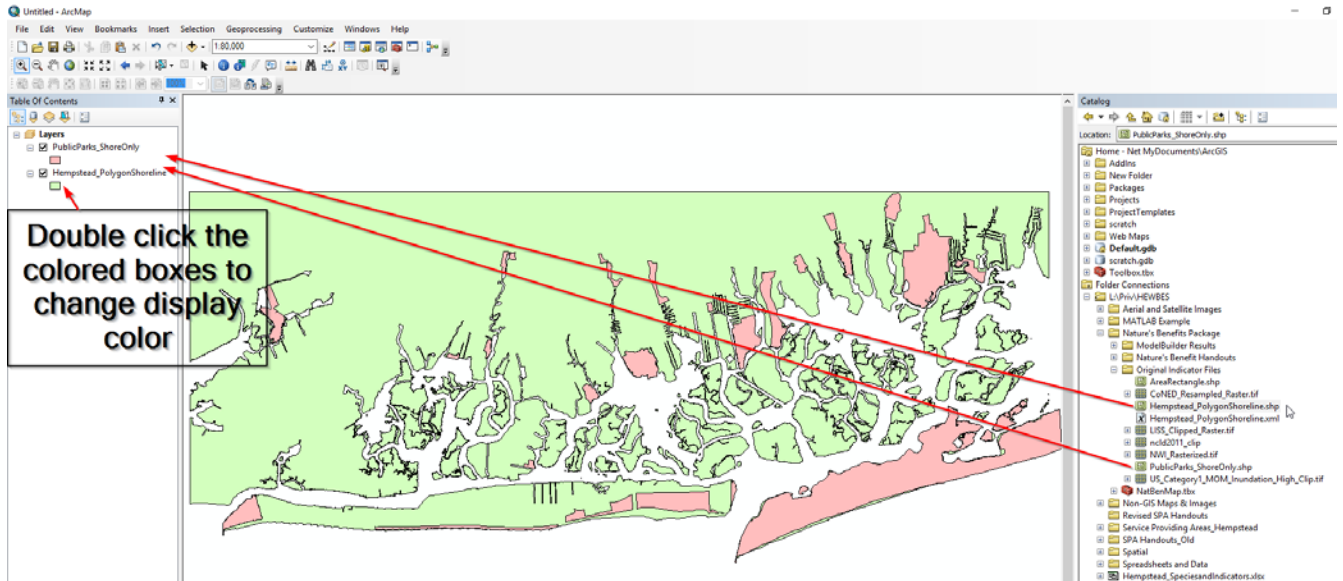 Untitled - ArcMap
File Edit View Bookmarks Insert Selection Geoprocessing Customize Windows Help
1:80,000
Table Of Contents
Layers
PublicParks_ShoreOnly
Hempstead_PolygonShoreline
Double click the
colored boxes to
change display
color
Catalog
Location: PublicParks_ShoreOnly.shp
Home - Net MyDocuments\ArcGIS
AddIns
New Folder
Packages
Projects
ProjectTemplates
scratch
Web Maps
Default.gdb
scratch.gdb
Toolbox.tbx
Folder Connections
L:\Priv\HEWBES
Aerial and Satellite Images
MATLAB Example
Nature's Benefits Package
ModelBuilder Results
Nature's Benefit Handouts
Original Indicator Files
AreaRectangle.shp
CoNED_Resampled_Raster.tif
Hempstead_PolygonShoreline.shp
Hempstead_PolygonShoreline.xml
LISS_Clipped_Raster.tif
ncld2011_clip
NWI_Rasterized.tif
PublicParks_ShoreOnly.shp
US_Category1_MOM_Inundation_High_Clip.tif
NatBenMap.tbx
Non-GIS Maps & Images
Revised SPA Handouts
Service Providing Areas_Hempstead
SPA Handouts_Old
Spatial
Spreadsheets and Data
Hempstead_SpeciesandIndicators.xlsx